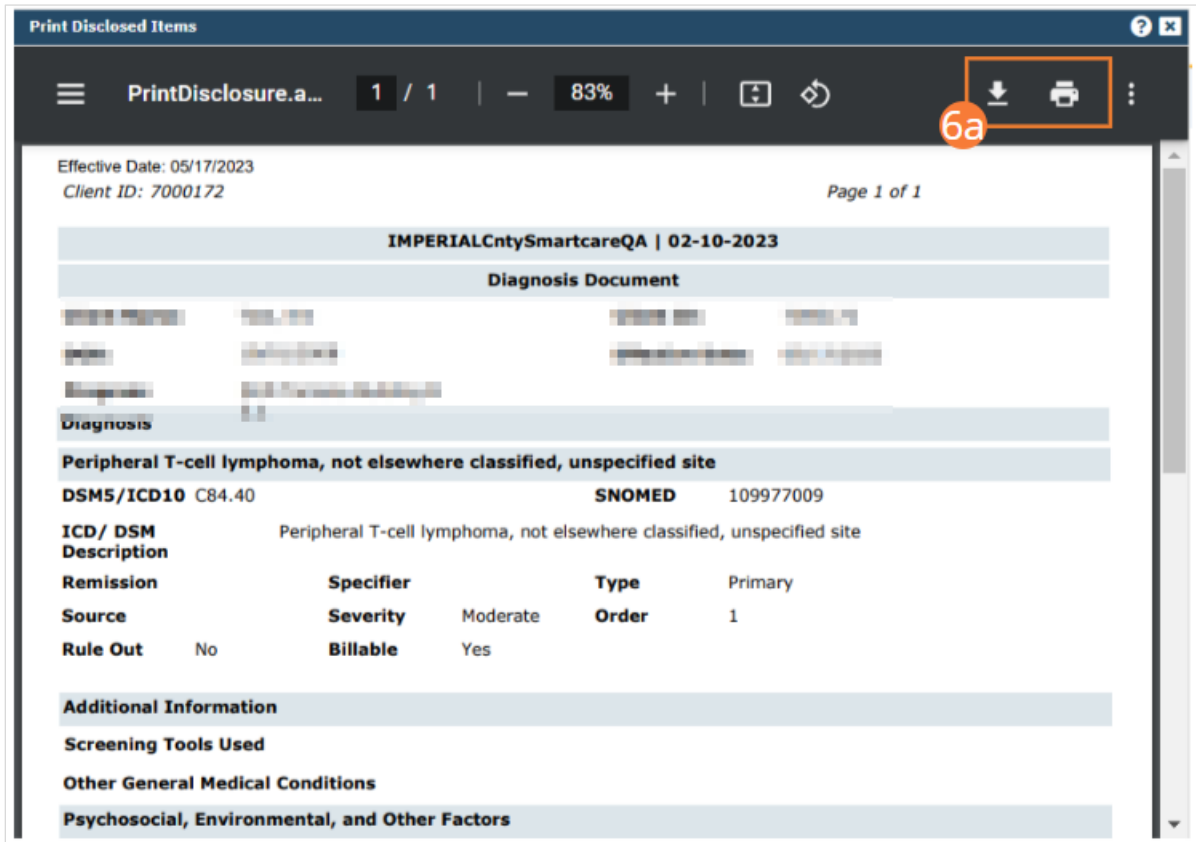 Print Disclosed Items
PrintDisclosure.a... 1 / 1 83%
6a
Effective Date: 05/17/2023
Client ID: 7000172 Page 1 of 1
IMPERIALCntySmartcareQA | 02-10-2023
Diagnosis Document
Diagnosis
Peripheral T-cell lymphoma, not elsewhere classified, unspecified site
DSM5/ICD10 C84.40 SNOMED 109977009
ICD/ DSM Peripheral T-cell lymphoma, not elsewhere classified, unspecified site
Description
Remission Specifier Type Primary
Source Severity Moderate Order 1
Rule Out No Billable Yes
Additional Information
Screening Tools Used
Other General Medical Conditions
Psychosocial, Environmental, and Other Factors